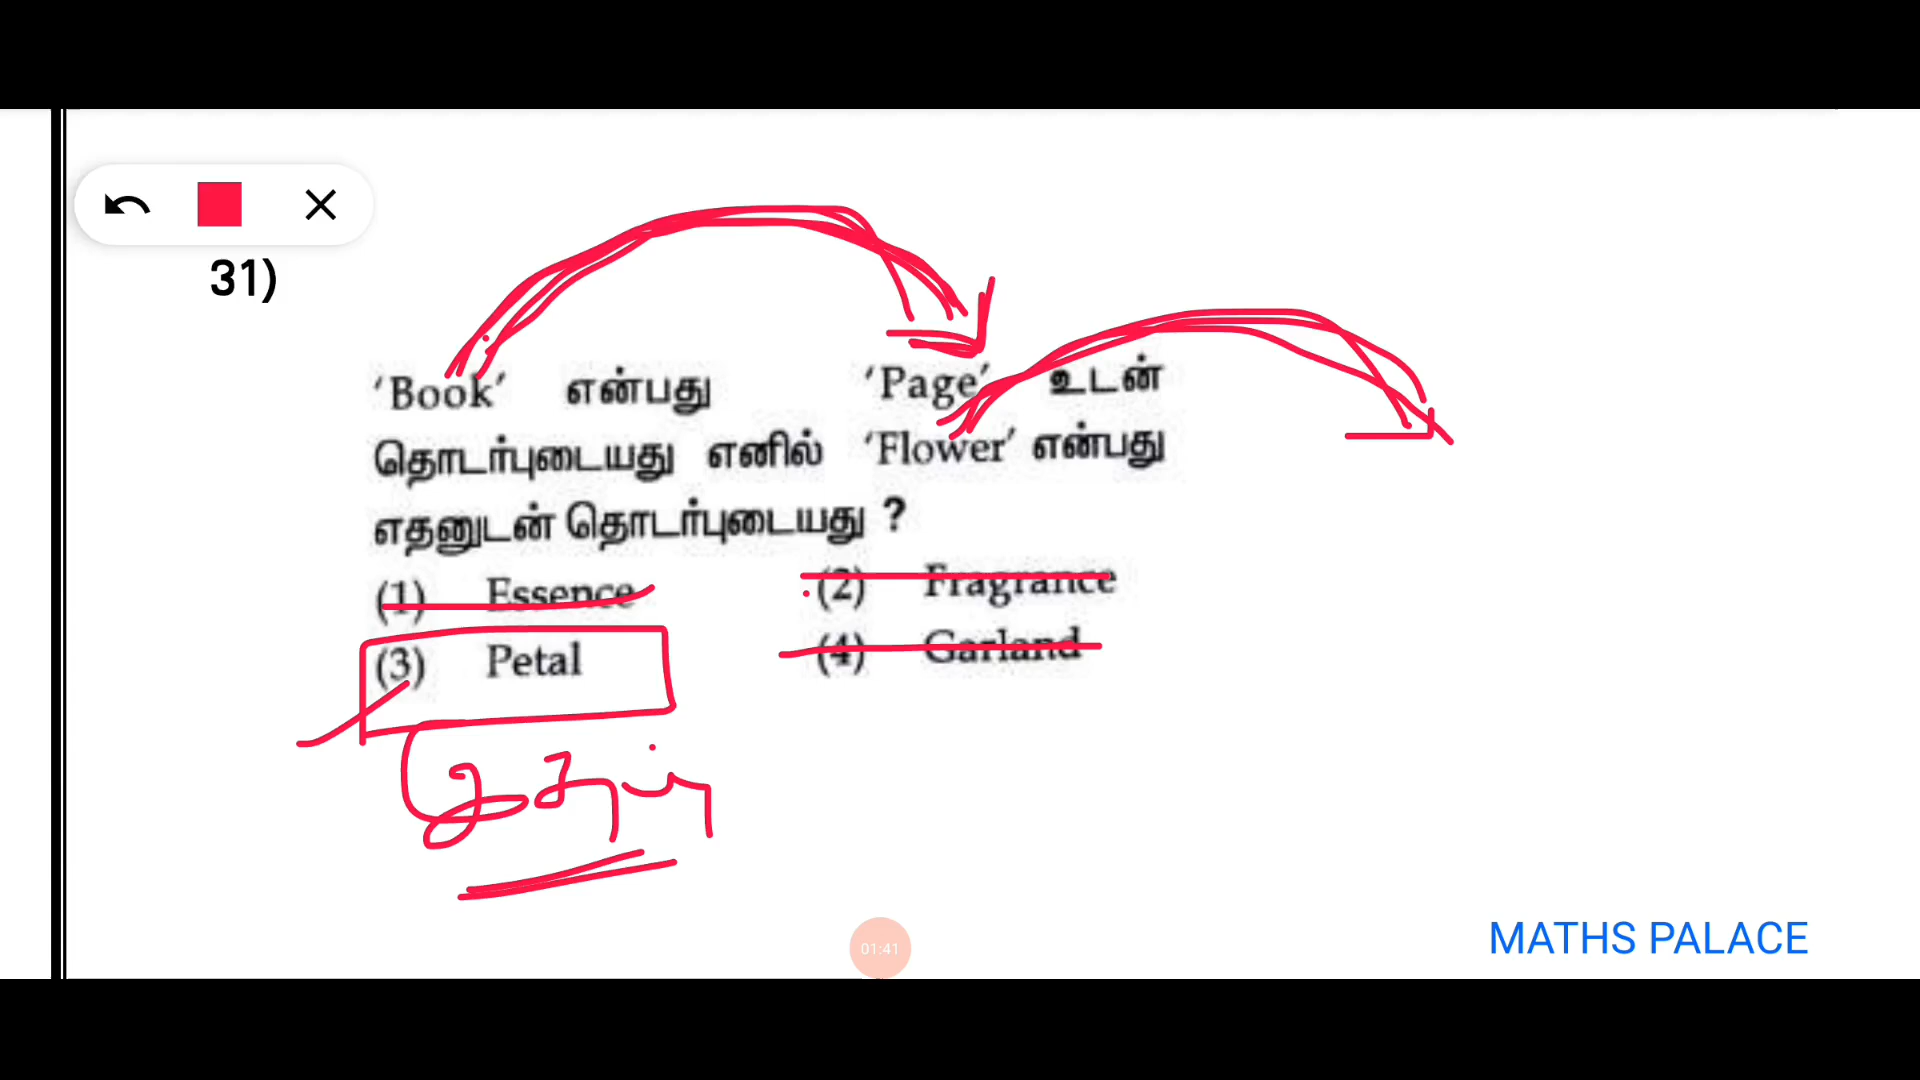 31)
'Book' என்பது 'Page' உடன்
தொடர்புடையது எனில் 'Flower' என்பது
எதனுடன் தொடர்புடையது ?
(1) Essence (2) Fragrance
(3) Petal (4) Garland
இதழ்
01:41
MATHS PALACE